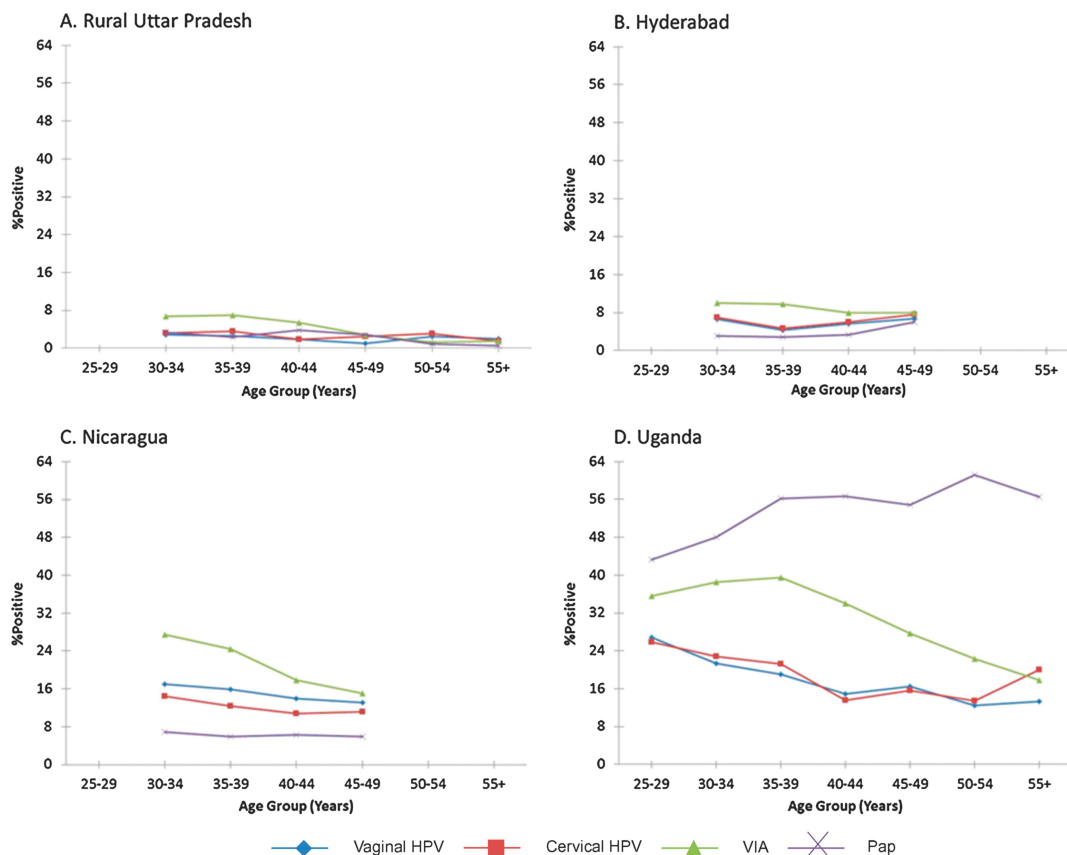 A. Rural Uttar Pradesh
64
56
48
40
32
24
16
8
0
%Positive
25-29 30-34 35-39 40-44 45-49 50-54 55+
Age Group (Years)
B. Hyderabad
64
56
48
40
32
24
16
8
0
%Positive
25-29 30-34 35-39 40-44 45-49 50-54 55+
Age Group (Years)
C. Nicaragua
64
56
48
40
32
24
16
8
0
%Positive
25-29 30-34 35-39 40-44 45-49 50-54 55+
Age Group (Years)
D. Uganda
64
56
48
40
32
24
16
8
0
%Positive
25-29 30-34 35-39 40-44 45-49 50-54 55+
Age Group (Years)
Vaginal HPV Cervical HPV VIA Pap